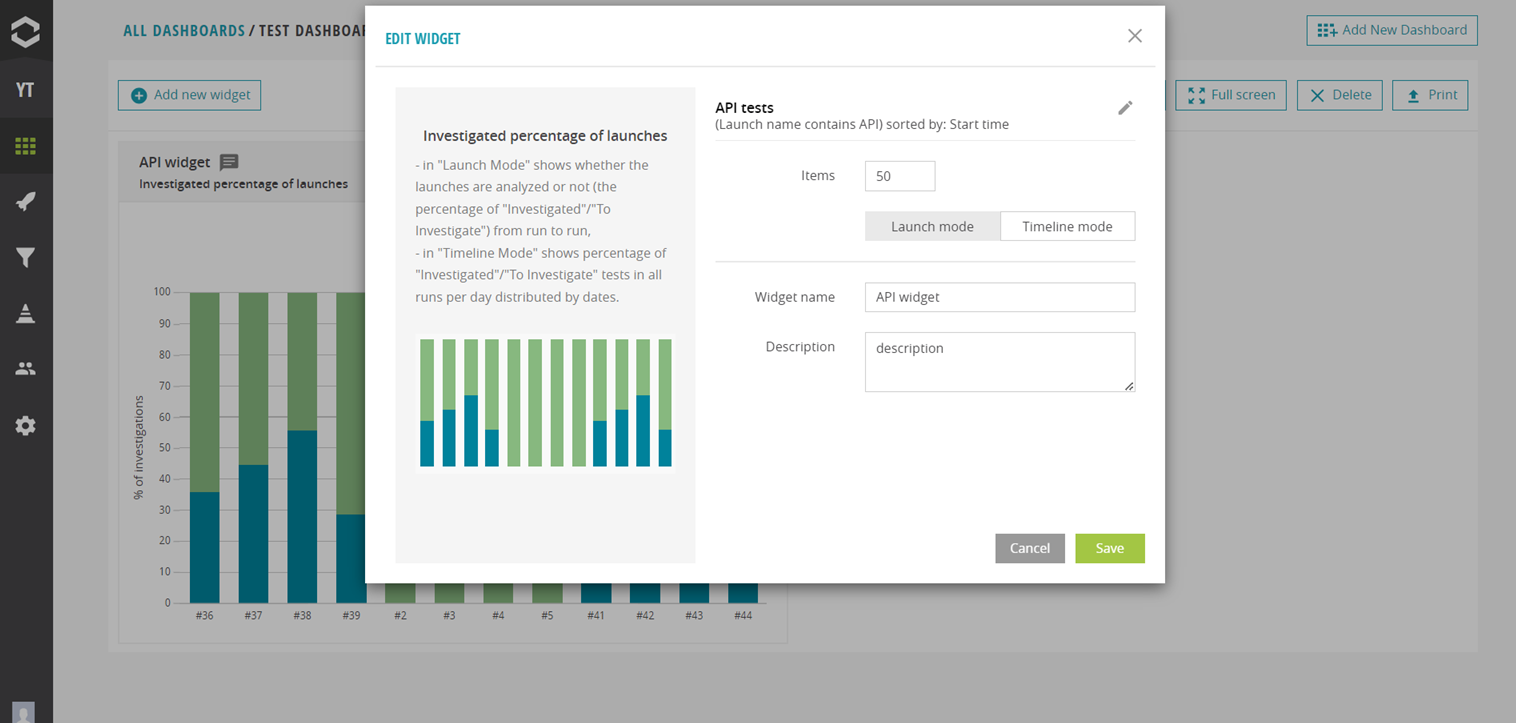 ALL DASHBOARDS / TEST DASHBOAR
Add New Dashboard
YT
Add new widget
Full screen
Delete
Print
API widget
Investigated percentage of launches
% of investigations
100
90
80
70
60
50
40
30
20
10
0
#36 #37 #38 #39 #2 #3 #4 #5 #41 #42 #43 #44
EDIT WIDGET
Investigated percentage of launches
- in "Launch Mode" shows whether the
launches are analyzed or not (the
percentage of "Investigated"/"To
Investigate") from run to run,
- in "Timeline Mode" shows percentage of
"Investigated"/"To Investigate" tests in all
runs per day distributed by dates.
API tests
(Launch name contains API) sorted by: Start time
Items 50
Launch mode Timeline mode
Widget name API widget
Description description
Cancel Save